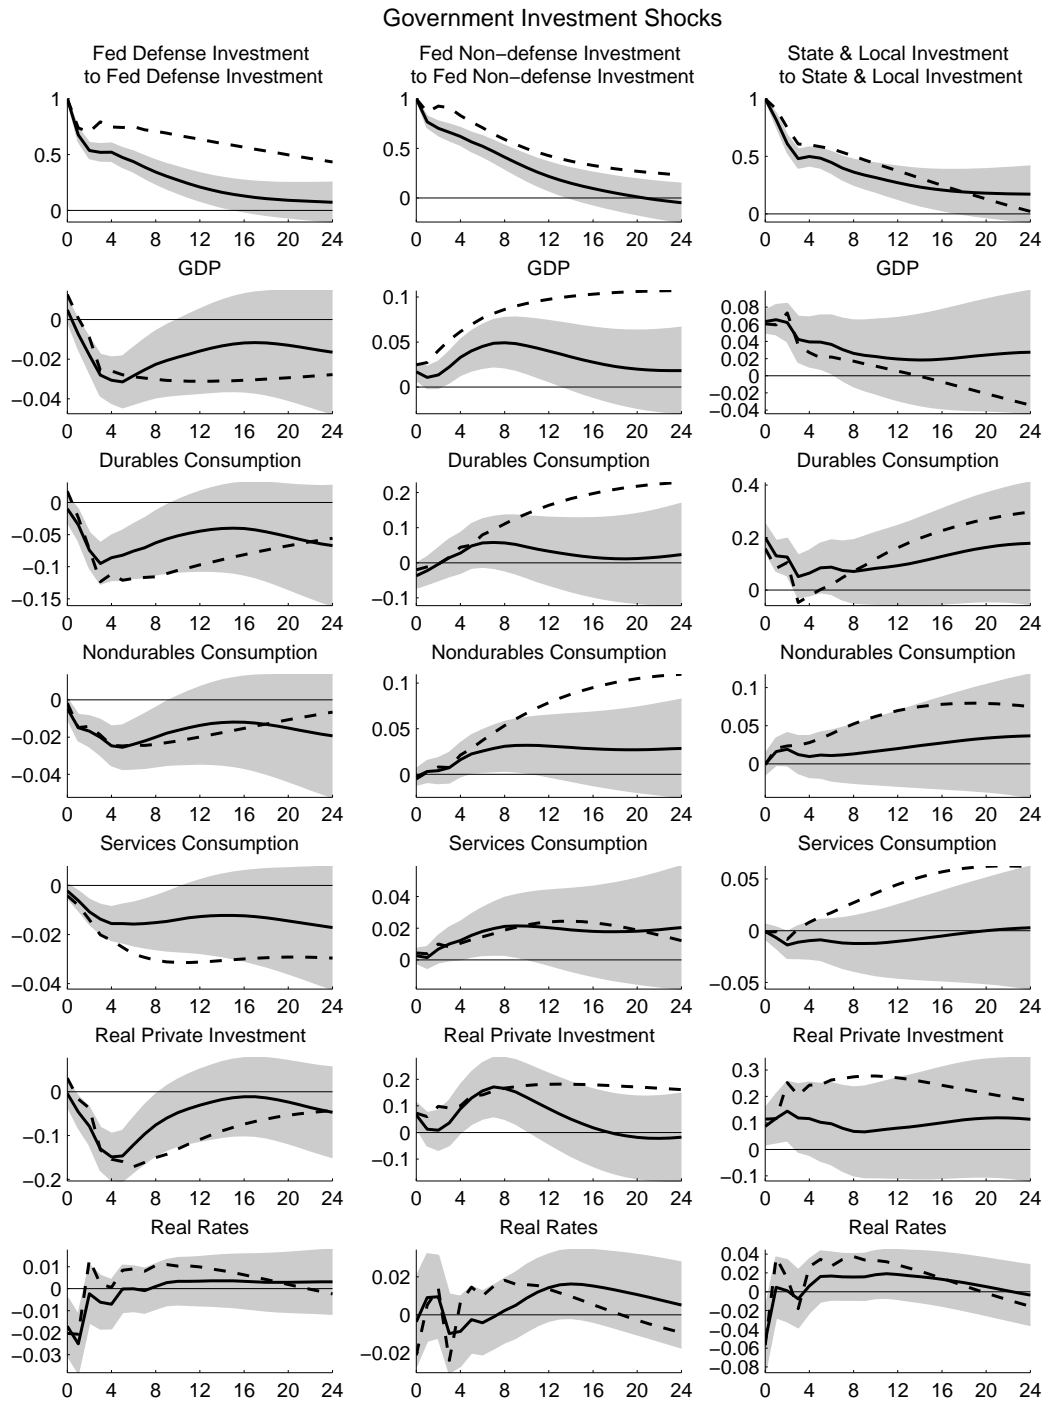 Government Investment Shocks
Fed Defense Investment
to Fed Defense Investment
Fed Non−defense Investment
to Fed Non−defense Investment
State & Local Investment
to State & Local Investment
1
0.5
0
0 4 8 12 16 20 24
1
0.5
0
0 4 8 12 16 20 24
1
0.5
0
0 4 8 12 16 20 24
GDP
0
−0.02
−0.04
0 4 8 12 16 20 24
GDP
0.1
0.05
0
0 4 8 12 16 20 24
GDP
0.08
0.06
0.04
0.02
0
−0.02
−0.04
0 4 8 12 16 20 24
Durables Consumption
0
−0.05
−0.1
−0.15
0 4 8 12 16 20 24
Durables Consumption
0.2
0.1
0
−0.1
0 4 8 12 16 20 24
Durables Consumption
0.4
0.2
0
0 4 8 12 16 20 24
Nondurables Consumption
0
−0.02
−0.04
0 4 8 12 16 20 24
Nondurables Consumption
0.1
0.05
0
0 4 8 12 16 20 24
Nondurables Consumption
0.1
0.05
0
0 4 8 12 16 20 24
Services Consumption
0
−0.02
−0.04
0 4 8 12 16 20 24
Services Consumption
0.04
0.02
0
0 4 8 12 16 20 24
Services Consumption
0.05
0
−0.05
0 4 8 12 16 20 24
Real Private Investment
0
−0.1
−0.2
0 4 8 12 16 20 24
Real Private Investment
0.2
0.1
0
−0.1
0 4 8 12 16 20 24
Real Private Investment
0.3
0.2
0.1
0
−0.1
0 4 8 12 16 20 24
Real Rates
0.01
0
−0.01
−0.02
−0.03
0 4 8 12 16 20 24
Real Rates
0.02
0
−0.02
0 4 8 12 16 20 24
Real Rates
0.04
0.02
0
−0.02
−0.04
−0.06
−0.08
0 4 8 12 16 20 24